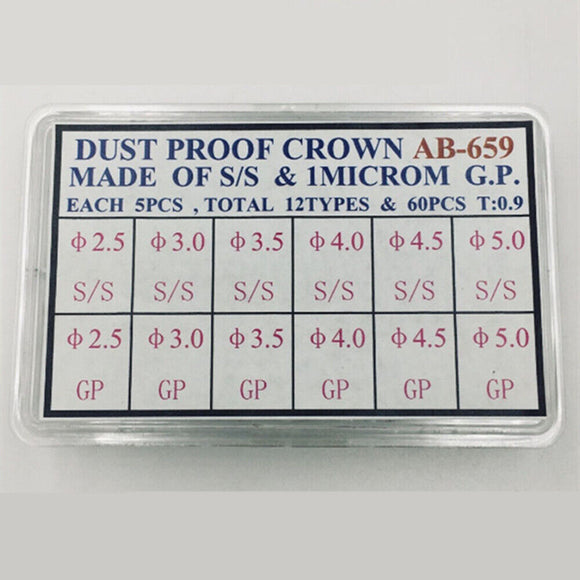 DUST PROOF CROWN AB-659
MADE OF S/S & 1MICROM G.P.
EACH 5PCS , TOTAL 12TYPES & 60PCS T:0.9
ϕ2.5 ϕ3.0 ϕ3.5 ϕ4.0 ϕ4.5 ϕ5.0
S/S S/S S/S S/S S/S S/S
ϕ2.5 ϕ3.0 ϕ3.5 ϕ4.0 ϕ4.5 ϕ5.0
GP GP GP GP GP GP